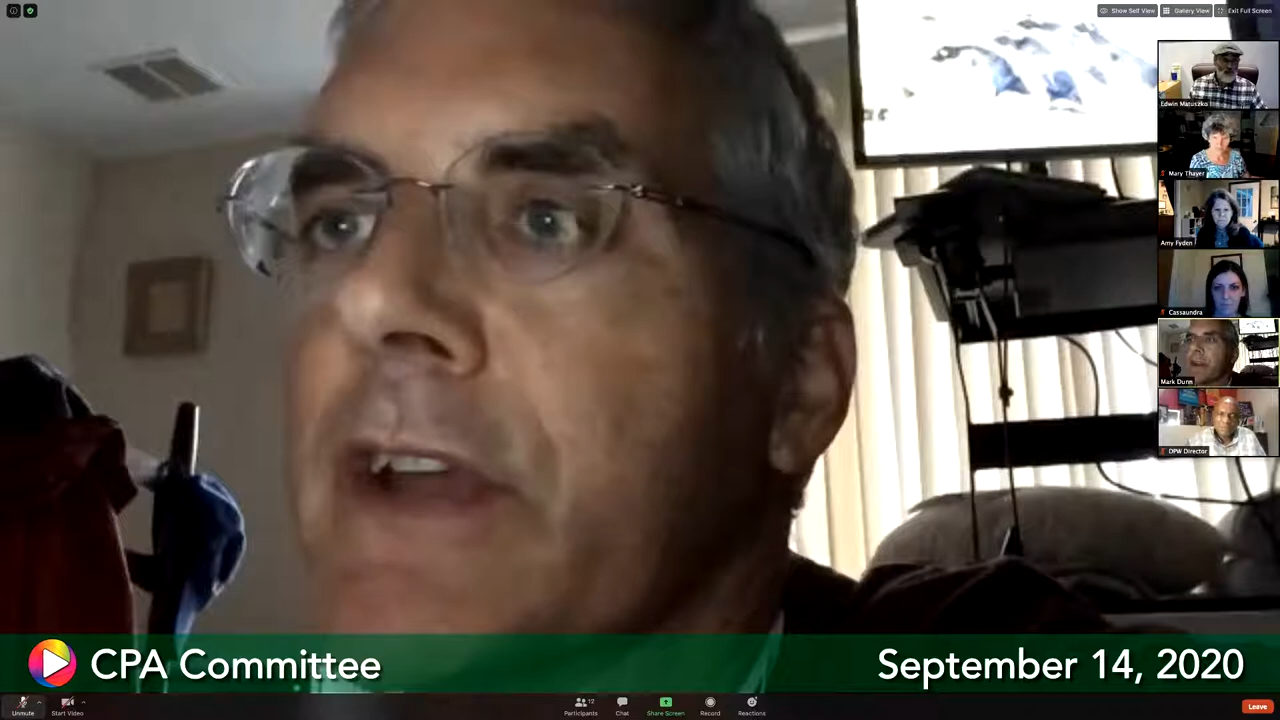 Show Self View
Gallery View
Exit Full Screen
Edwin Matuszko
Mary Thayer
Amy Fyden
Cassaundra
Mark Dunn
DPW Director
CPA Committee
September 14, 2020
Unmute
Start Video
Participants
12
Chat
Share Screen
Record
Reactions
Leave